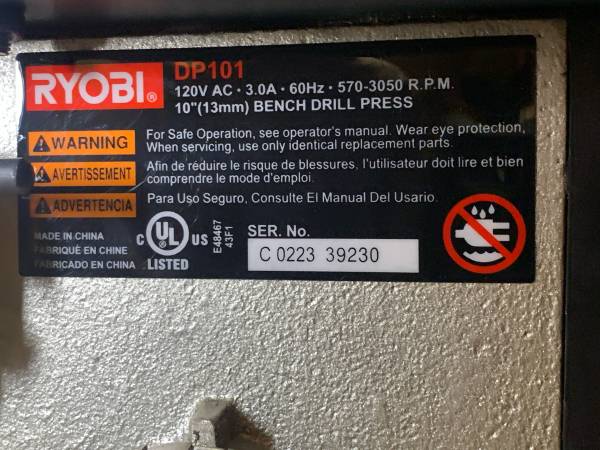 RYOBI®
DP101
120V AC · 3.0A · 60Hz · 570-3050 R.P.M.
10"(13mm) BENCH DRILL PRESS
WARNING
For Safe Operation, see operator's manual. Wear eye protection,
When servicing, use only identical replacement parts.
AVERTISSEMENT
Afin de réduire le risque de blessures, l'utilisateur doit lire et bien
comprendre le mode d'emploi.
ADVERTENCIA
Para Uso Seguro, Consulte El Manual Del Usario.
MADE IN CHINA
FABRIQUÉ EN CHINE
FABRICADO EN CHINA
C UL US
LISTED
E48467
43F1
SER. No.
C 0223 39230